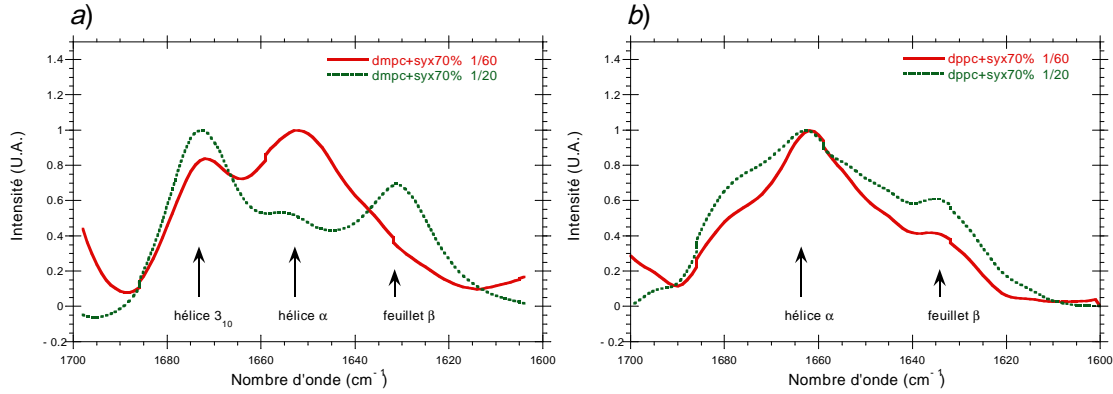 a)
dmpc+syx70% 1/60
dmpc+syx70% 1/20
Intensité (U.A.)
1.4
1.2
1
0.8
0.6
0.4
0.2
0
- 0.2
hélice 3₁₀
hélice α
feuillet β
1700 1680 1660 1640 1620 1600
Nombre d'onde (cm⁻¹)
b)
dppc+syx70% 1/60
dppc+syx70% 1/20
Intensité (U.A.)
1.4
1.2
1
0.8
0.6
0.4
0.2
0
- 0.2
hélice α
feuillet β
1700 1680 1660 1640 1620 1600
Nombre d'onde (cm⁻¹)